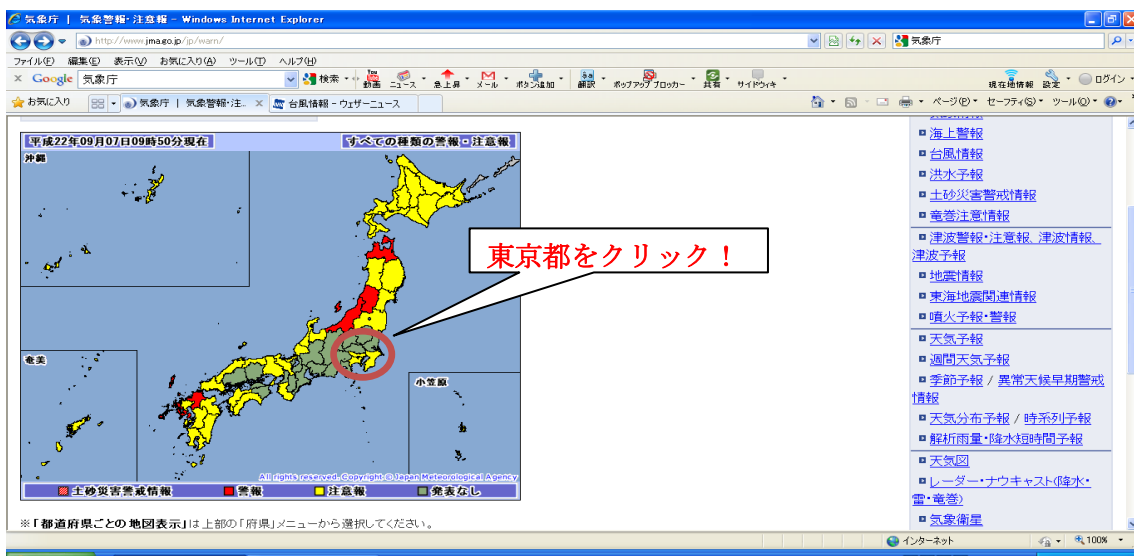 気象庁 | 気象警報・注意報 - Windows Internet Explorer
http://www.jma.go.jp/jp/warn/
気象庁
ファイル(F) 編集(E) 表示(V) お気に入り(A) ツール(T) ヘルプ(H)
× Google 気象庁 検索 動画 ニュース 急上昇 メール ボタン追加 翻訳 ポップアップ ブロッカー 共有 サイドウィキ 現在地情報 設定 ログイン
お気に入り 気象庁 | 気象警報・注... × 台風情報 - ウェザーニュース ページ(P) セーフティ(S) ツール(O)
平成22年09月07日09時50分現在 すべての種類の警報・注意報
沖縄
東京都をクリック！
奄美
小笠原
All rights reserved. Copyright © Japan Meteorological Agency
土砂災害警戒情報 警報 注意報 発表なし
※「都道府県ごとの地図表示」は上部の「府県」メニューから選択してください。
海上警報
台風情報
洪水予報
土砂災害警戒情報
竜巻注意情報
津波警報・注意報、津波情報、
津波予報
地震情報
東海地震関連情報
噴火予報・警報
天気予報
週間天気予報
季節予報 / 異常天候早期警戒
情報
天気分布予報 / 時系列予報
解析雨量・降水短時間予報
天気図
レーダー・ナウキャスト(降水・
雷・竜巻)
気象衛星
インターネット 100%